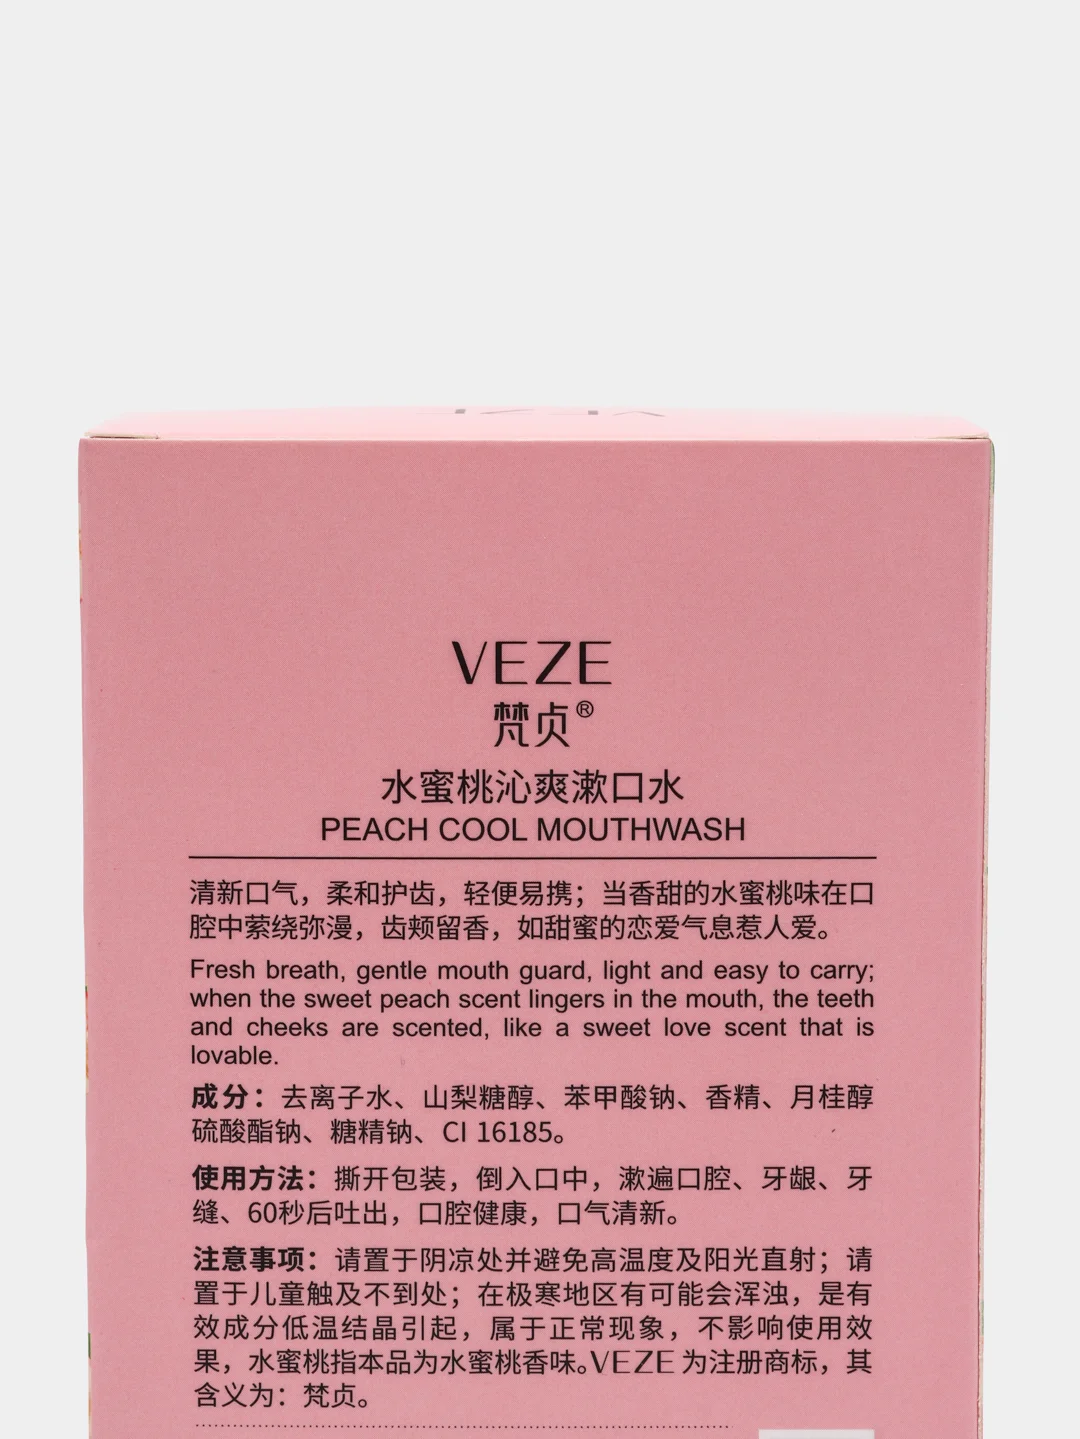 VEZE
梵贞®
水蜜桃沁爽漱口水
PEACH COOL MOUTHWASH
清新口气，柔和护齿，轻便易携；当香甜的水蜜桃味在口
腔中萦绕弥漫，齿颊留香，如甜蜜的恋爱气息惹人爱。
Fresh breath, gentle mouth guard, light and easy to carry;
when the sweet peach scent lingers in the mouth, the teeth
and cheeks are scented, like a sweet love scent that is
lovable.
成分：去离子水、山梨糖醇、苯甲酸钠、香精、月桂醇
硫酸酯钠、糖精钠、CI 16185。
使用方法：撕开包装，倒入口中，漱遍口腔、牙龈、牙
缝、60秒后吐出，口腔健康，口气清新。
注意事项：请置于阴凉处并避免高温度及阳光直射；请
置于儿童触及不到处；在极寒地区有可能会浑浊，是有
效成分低温结晶引起，属于正常现象，不影响使用效
果，水蜜桃指本品为水蜜桃香味。VEZE 为注册商标，其
含义为：梵贞。